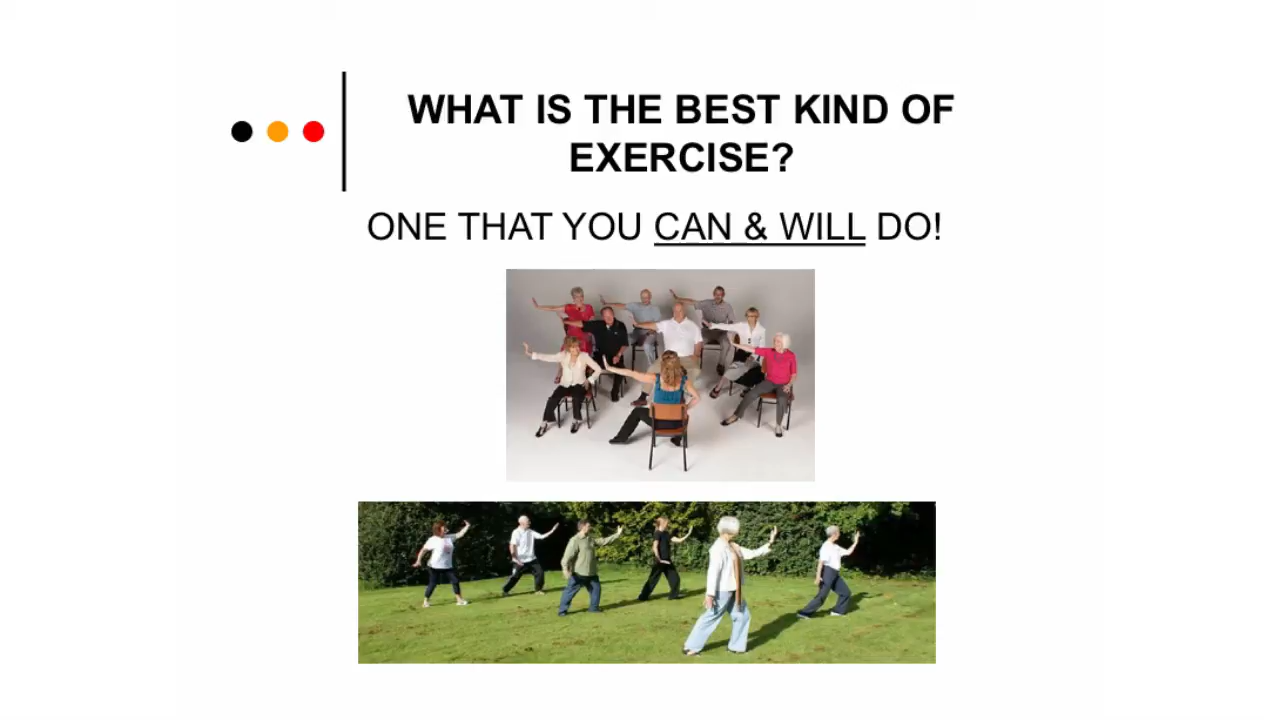 WHAT IS THE BEST KIND OF
EXERCISE?
ONE THAT YOU CAN & WILL DO!